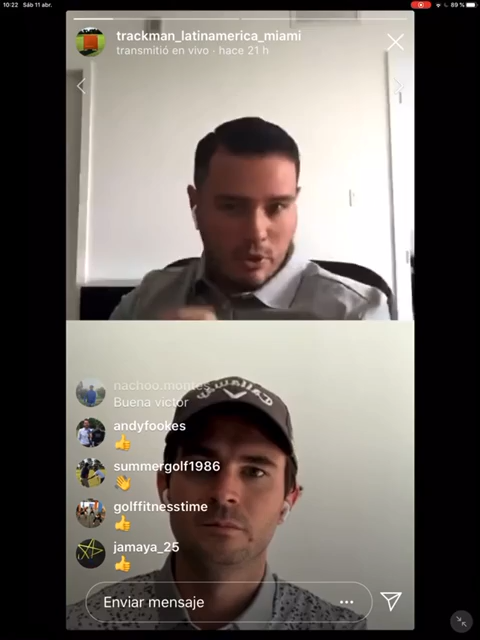 10:22 Sáb 11 abr.
89 %
trackman_latinamerica_miami
transmitió en vivo · hace 21 h
nachoo.montes
Buena victor
Callaway
andyfookes
summergolf1986
golffitnesstime
jamaya_25
Enviar mensaje